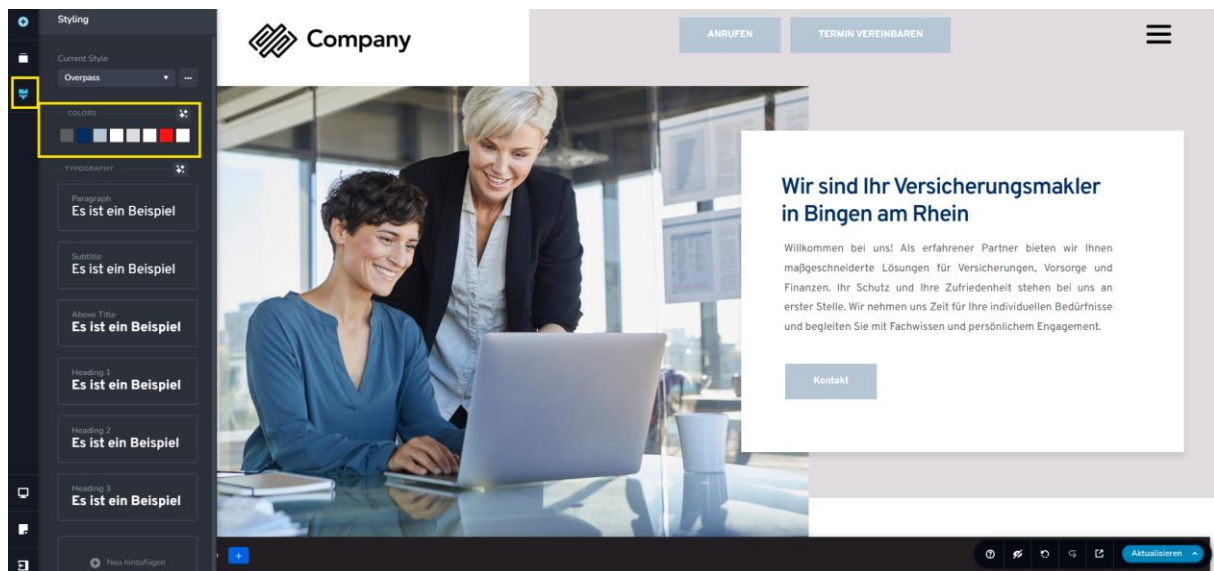 Styling
Current Style
Overpass
COLORS
TYPOGRAPHY
Paragraph
Es ist ein Beispiel
Subtitle
Es ist ein Beispiel
Above Title
Es ist ein Beispiel
Heading 1
Es ist ein Beispiel
Heading 2
Es ist ein Beispiel
Heading 3
Es ist ein Beispiel
Neu hinzufügen
Company
ANRUFEN
TERMIN VEREINBAREN
Wir sind Ihr Versicherungsmakler
in Bingen am Rhein
Willkommen bei uns! Als erfahrener Partner bieten wir Ihnen
maßgeschneiderte Lösungen für Versicherungen, Vorsorge und
Finanzen. Ihr Schutz und Ihre Zufriedenheit stehen bei uns an
erster Stelle. Wir nehmen uns Zeit für Ihre individuellen Bedürfnisse
und begleiten Sie mit Fachwissen und persönlichem Engagement.
Kontakt
Aktualisieren